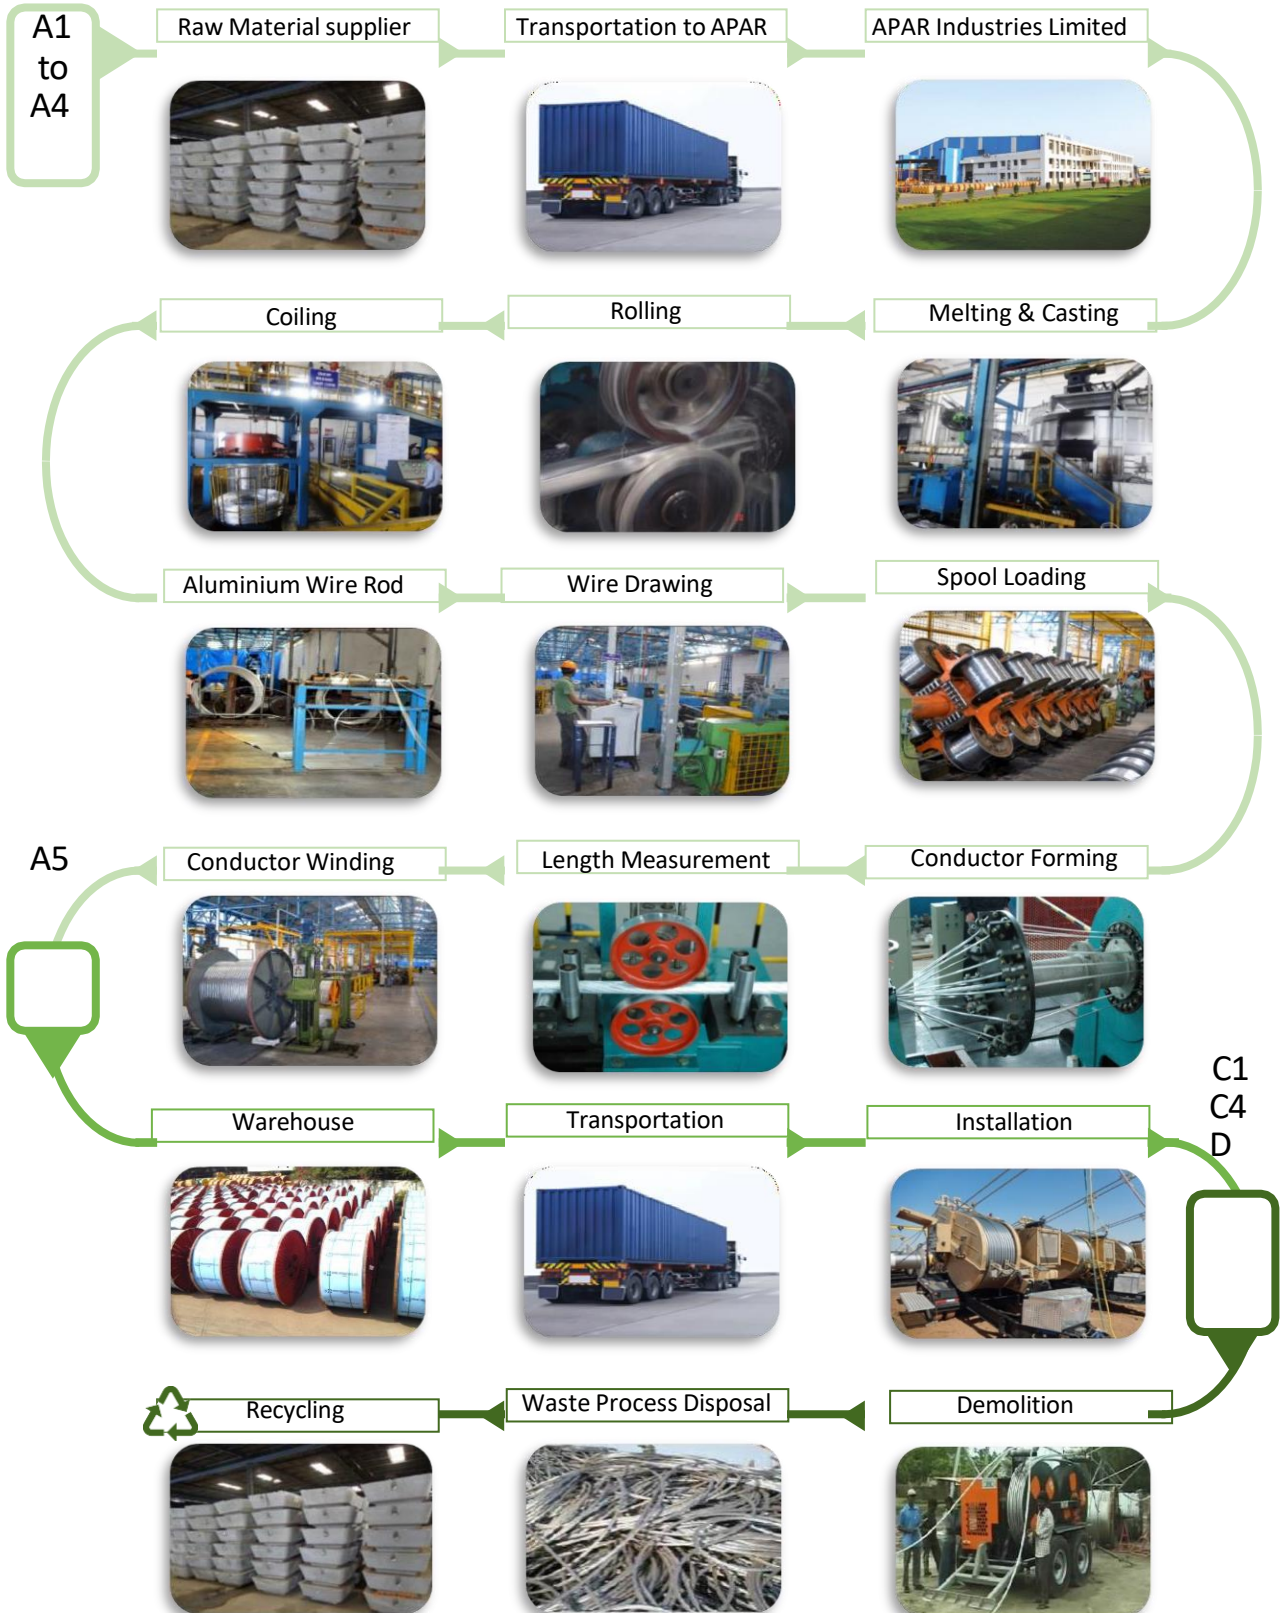 A1
to
A4
Raw Material supplier
Transportation to APAR
APAR Industries Limited
Coiling
Rolling
Melting & Casting
Aluminium Wire Rod
Wire Drawing
Spool Loading
A5
Conductor Winding
Length Measurement
Conductor Forming
C1
C4
D
Warehouse
Transportation
Installation
Recycling
Waste Process Disposal
Demolition